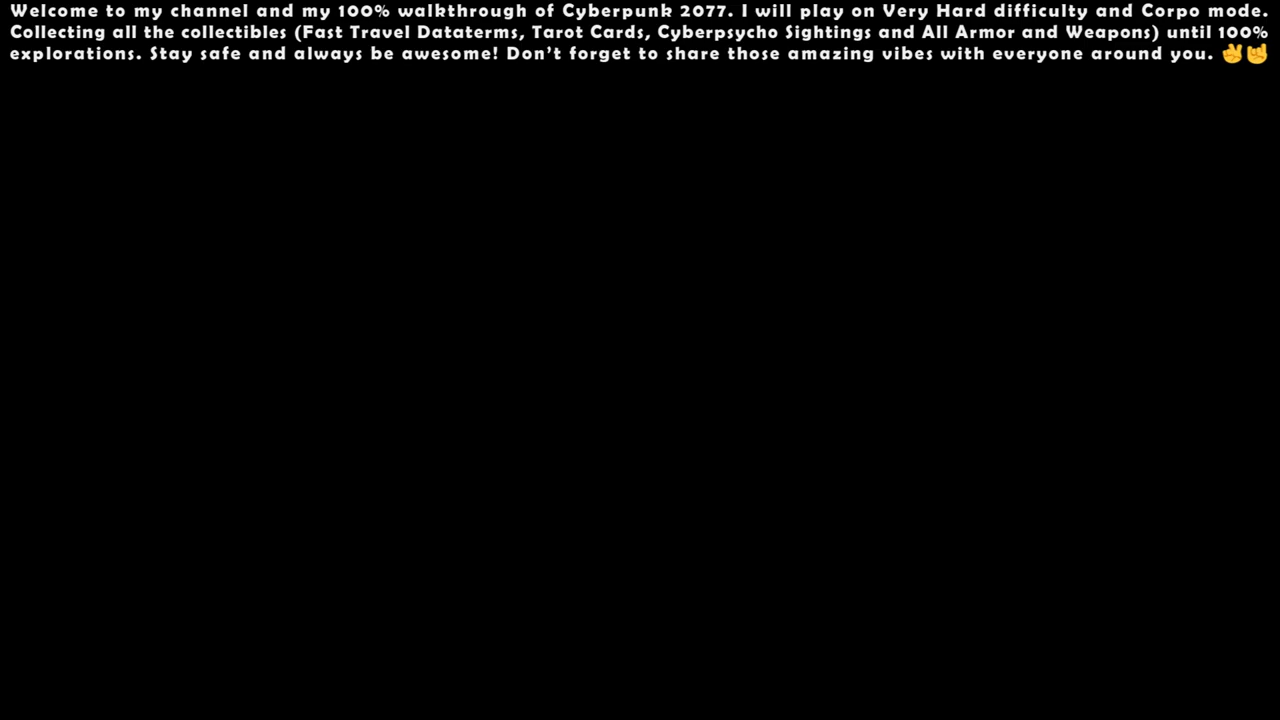 Welcome to my channel and my 100% walkthrough of Cyberpunk 2077. I will play on Very Hard difficulty and Corpo mode.
Collecting all the collectibles (Fast Travel Dataterms, Tarot Cards, Cyberpsycho Sightings and All Armor and Weapons) until 100%
explorations. Stay safe and always be awesome! Don’t forget to share those amazing vibes with everyone around you. ✌️🤘